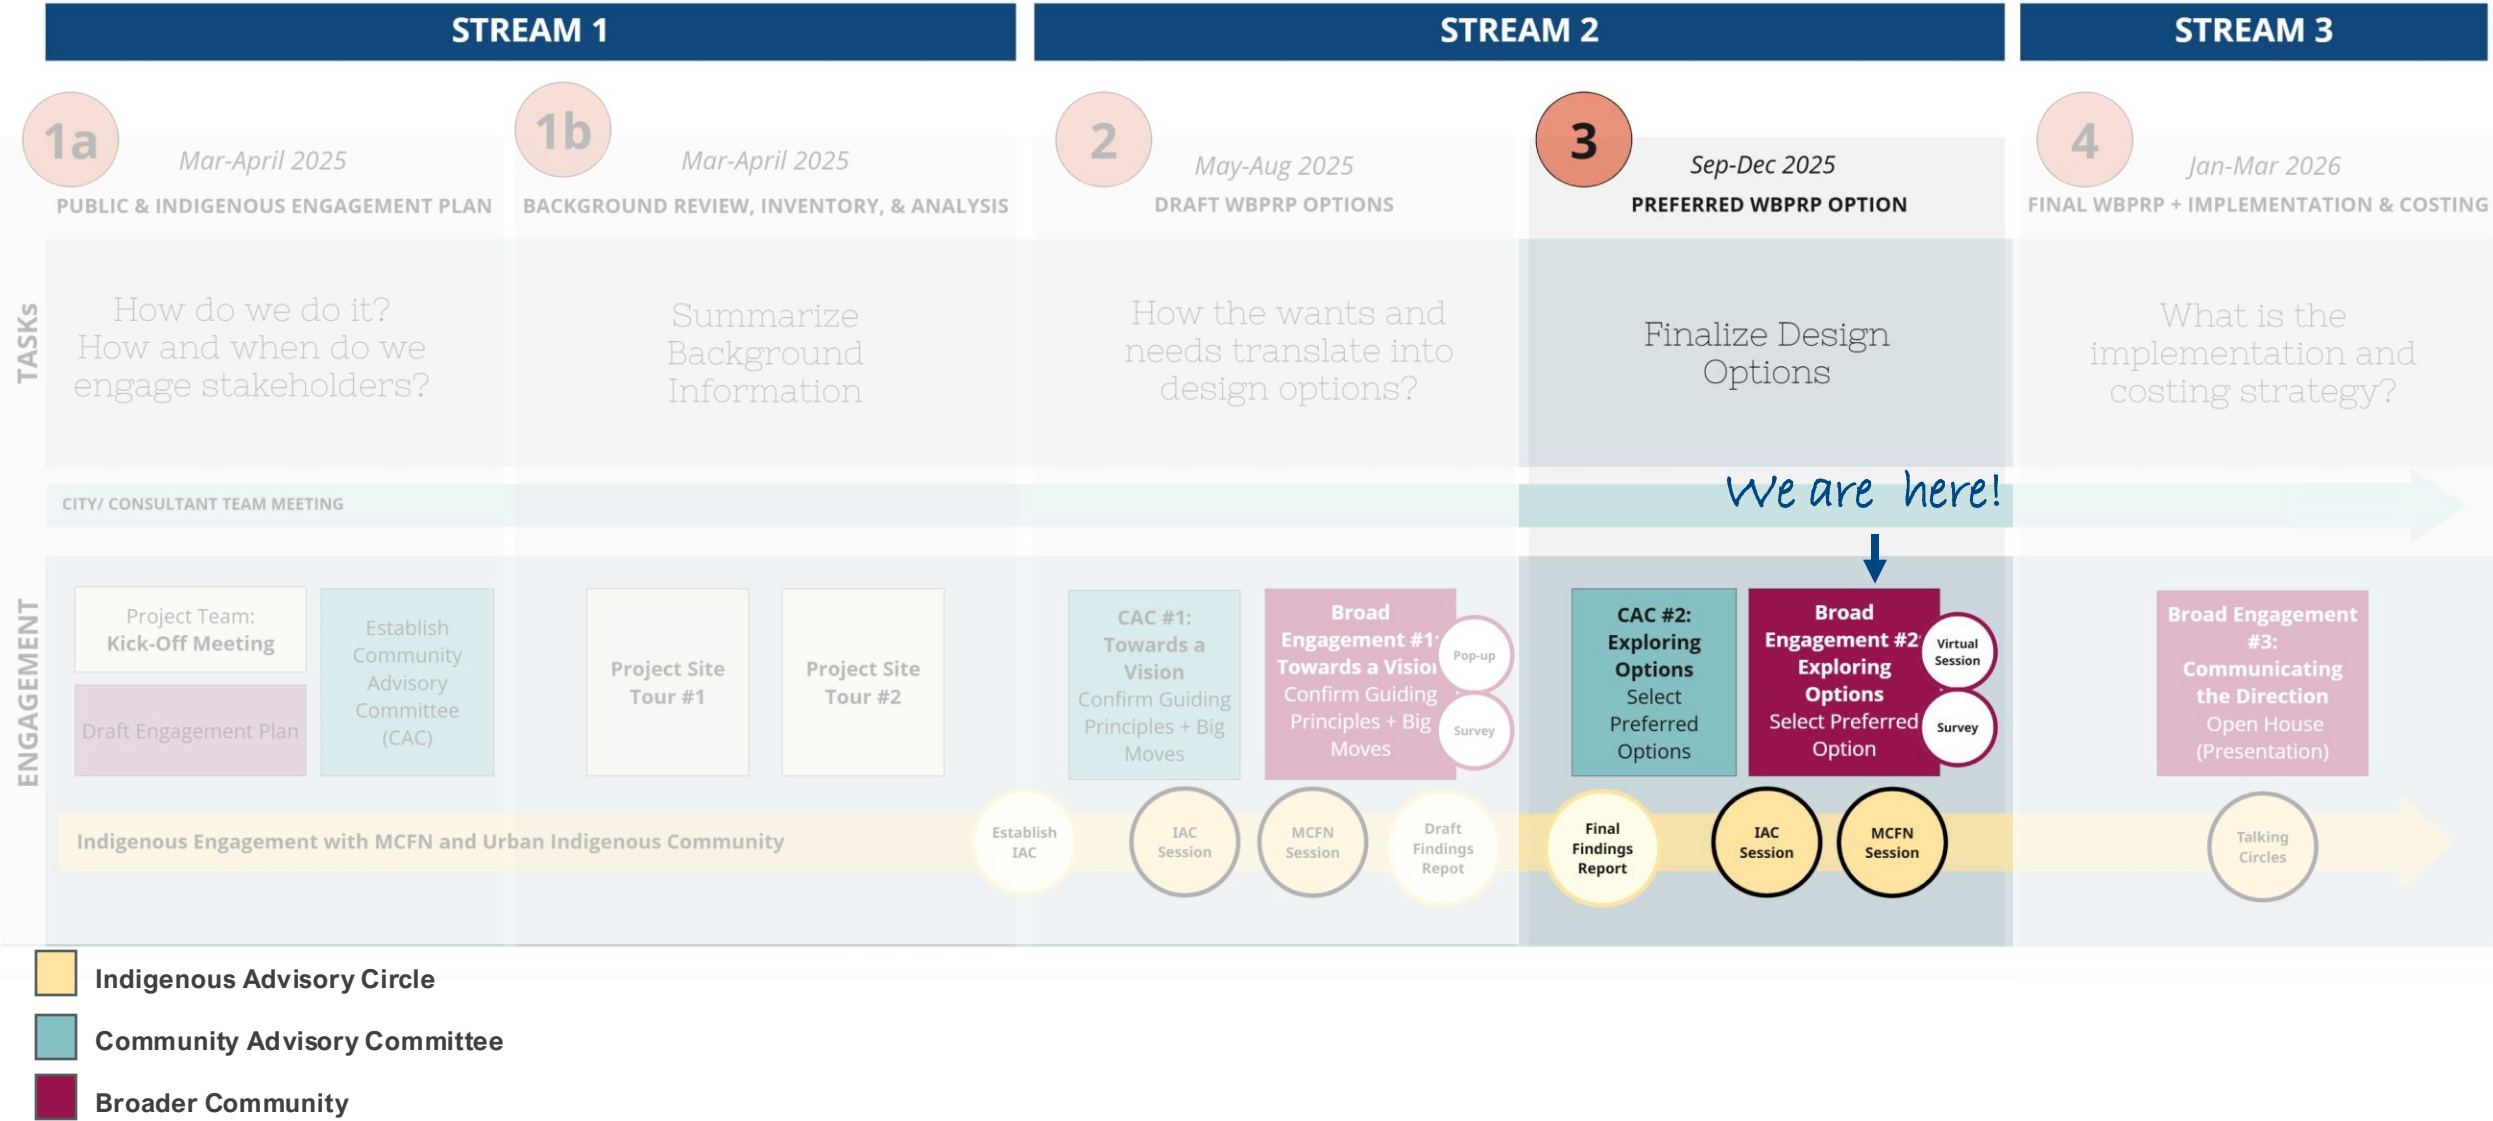 STREAM 1
STREAM 2
STREAM 3
1a
Mar-April 2025
PUBLIC & INDIGENOUS ENGAGEMENT PLAN
1b
Mar-April 2025
BACKGROUND REVIEW, INVENTORY, & ANALYSIS
2
May-Aug 2025
DRAFT WBPRP OPTIONS
3
Sep-Dec 2025
PREFERRED WBPRP OPTION
4
Jan-Mar 2026
FINAL WBPRP + IMPLEMENTATION & COSTING
TASKs
How do we do it?
How and when do we
engage stakeholders?
Summarize
Background
Information
How the wants and
needs translate into
design options?
Finalize Design
Options
What is the
implementation and
costing strategy?
CITY/ CONSULTANT TEAM MEETING
We are here!
ENGAGEMENT
Project Team:
Kick-Off Meeting
Draft Engagement Plan
Establish
Community
Advisory
Committee
(CAC)
Project Site
Tour #1
Project Site
Tour #2
CAC #1:
Towards a
Vision
Confirm Guiding
Principles + Big
Moves
Broad
Engagement #1:
Towards a Vision
Confirm Guiding
Principles + Big
Moves
Pop-up
Survey
CAC #2:
Exploring
Options
Select
Preferred
Options
Broad
Engagement #2:
Exploring
Options
Select Preferred
Option
Virtual
Session
Survey
Broad Engagement
#3:
Communicating
the Direction
Open House
(Presentation)
Indigenous Engagement with MCFN and Urban Indigenous Community
Establish
IAC
IAC
Session
MCFN
Session
Draft
Findings
Repot
Final
Findings
Report
IAC
Session
MCFN
Session
Talking
Circles
Indigenous Advisory Circle
Community Advisory Committee
Broader Community